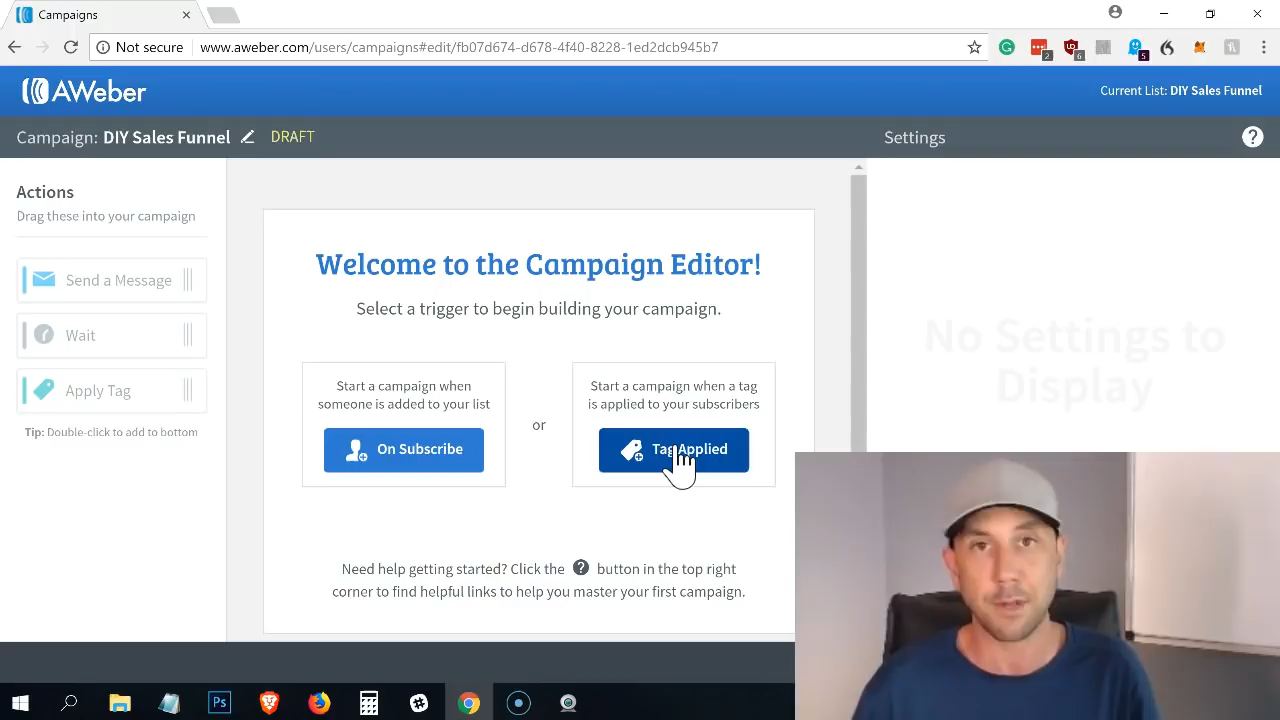 Campaigns
Not secure
www.aweber.com/users/campaigns#edit/fb07d674-d678-4f40-8228-1ed2dcb945b7
2
6
5
AWeber
Current List: DIY Sales Funnel
Campaign: DIY Sales Funnel
DRAFT
Settings
?
Actions
Drag these into your campaign
Send a Message
Wait
Apply Tag
Tip: Double-click to add to bottom
Welcome to the Campaign Editor!
Select a trigger to begin building your campaign.
Start a campaign when
someone is added to your list
On Subscribe
or
Start a campaign when a tag
is applied to your subscribers
Tag Applied
Need help getting started? Click the ? button in the top right
corner to find helpful links to help you master your first campaign.
No Settings to
Display
Ps